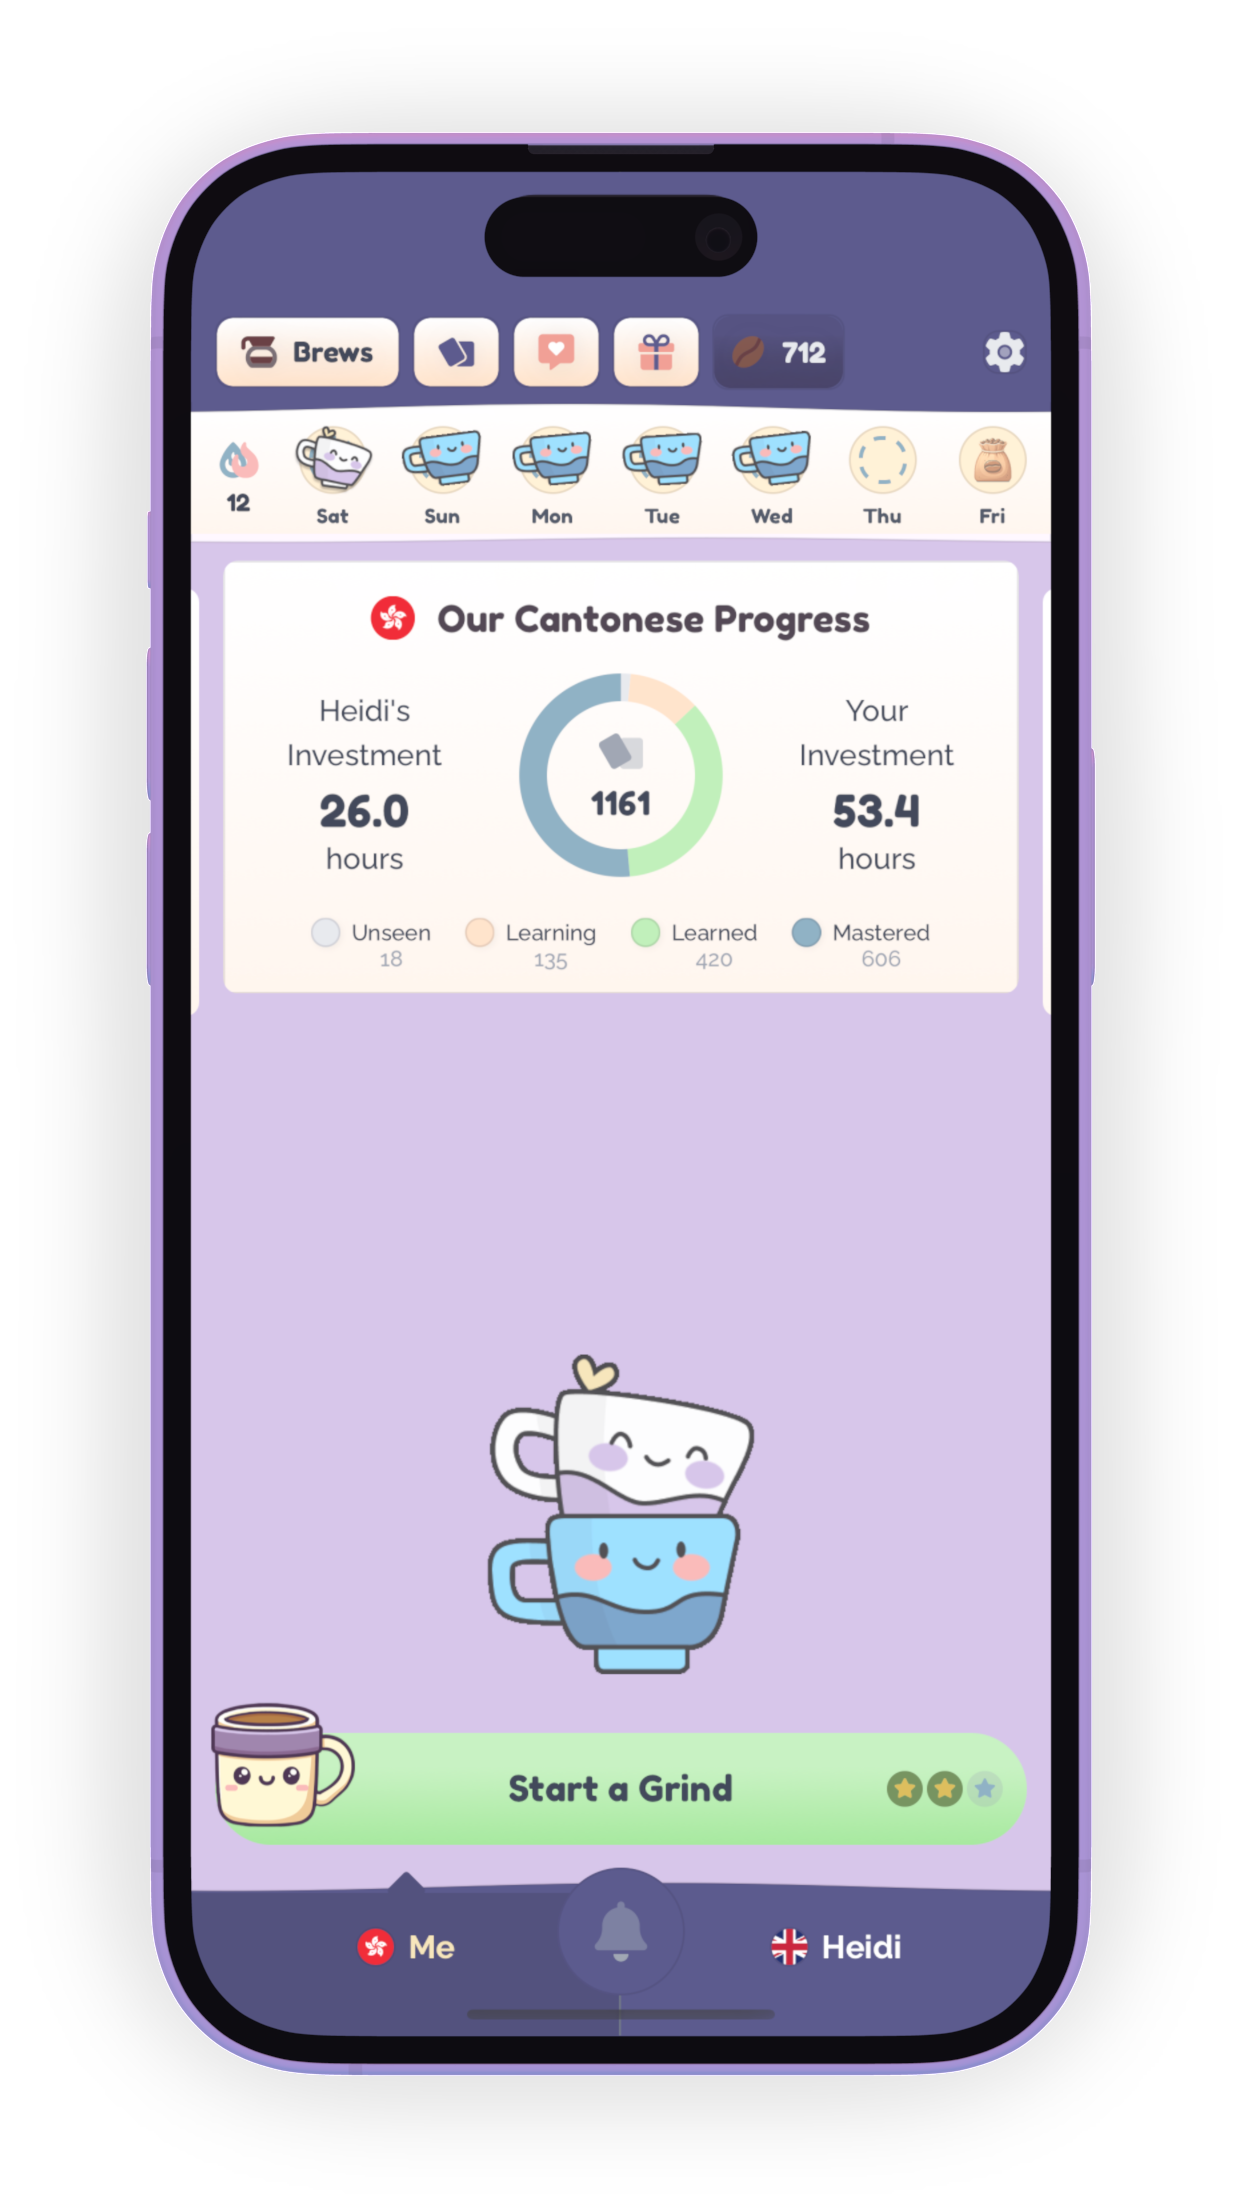 Brews
712
12
Sat
Sun
Mon
Tue
Wed
Thu
Fri
Our Cantonese Progress
Heidi's
Investment
26.0
hours
1161
Your
Investment
53.4
hours
Unseen
18
Learning
135
Learned
420
Mastered
606
Start a Grind
Me
Heidi